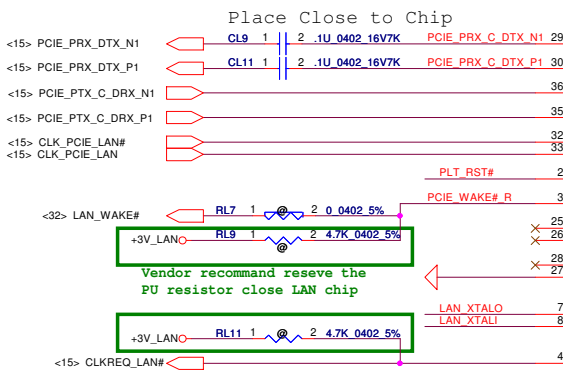 Place Close to Chip
<15> PCIE_PRX_DTX_N1 CL9 1 2 .1U_0402_16V7K PCIE_PRX_C_DTX_N1 29
<15> PCIE_PRX_DTX_P1 CL11 1 2 .1U_0402_16V7K PCIE_PRX_C_DTX_P1 30
<15> PCIE_PTX_C_DRX_N1 36
<15> PCIE_PTX_C_DRX_P1 35
<15> CLK_PCIE_LAN# 32
<15> CLK_PCIE_LAN 33
PLT_RST# 2
PCIE_WAKE#_R 3
<32> LAN_WAKE# RL7 1 @ 2 0_0402_5%
25
+3V_LAN RL9 1 @ 2 4.7K_0402_5% 26
28
Vendor recommand reseve the 27
PU resistor close LAN chip
LAN_XTALO 7
LAN_XTALI 8
+3V_LAN RL11 1 @ 2 4.7K_0402_5%
<15> CLKREQ_LAN# 4